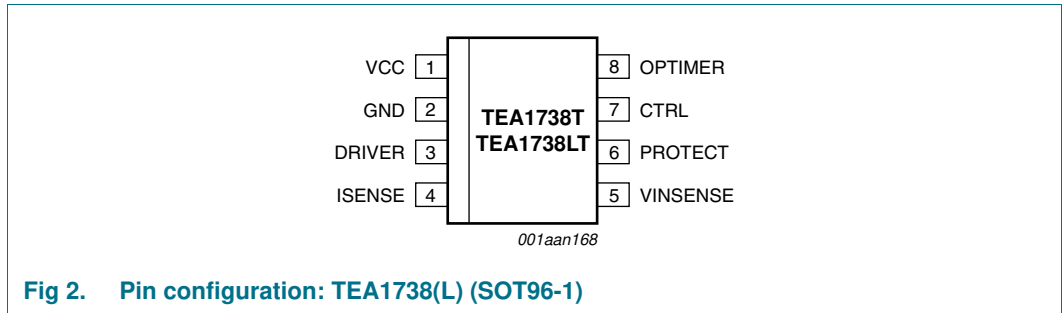 VCC 1 8 OPTIMER
GND 2 TEA1738T 7 CTRL
DRIVER 3 TEA1738LT 6 PROTECT
ISENSE 4 5 VINSENSE
001aan168
Fig 2. Pin configuration: TEA1738(L) (SOT96-1)